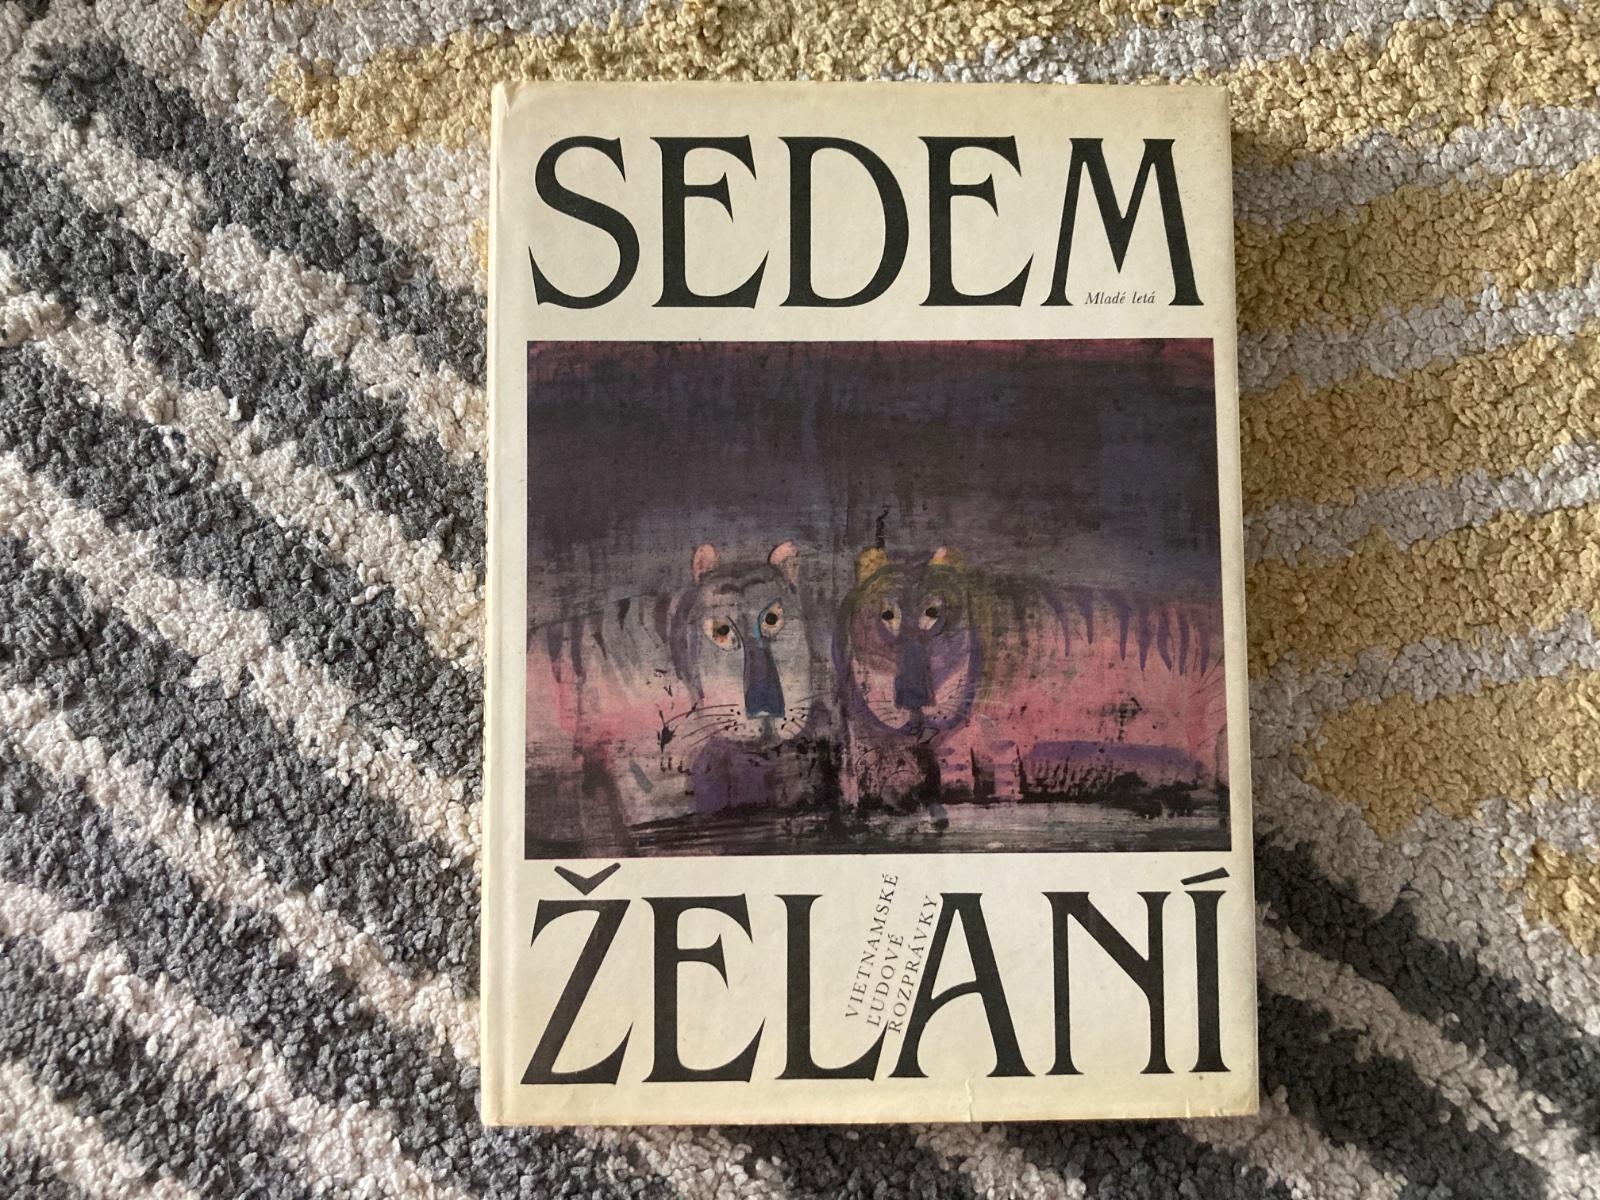 SEDEM
Mladé letá
ŽELANÍ
VIETNAMSKÉ
ĽUDOVÉ
ROZPRÁVKY